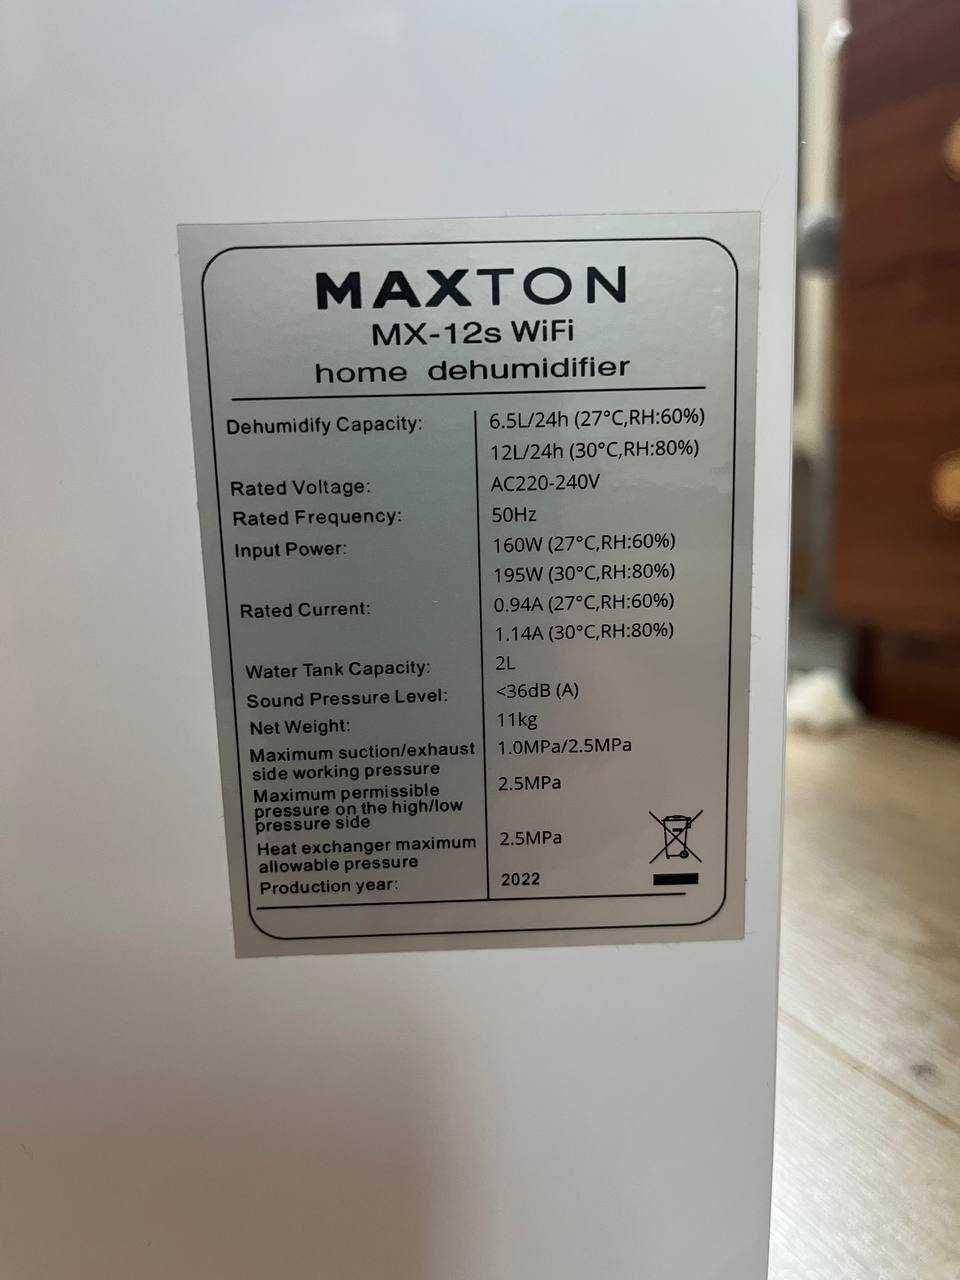 MAXTON
MX-12s WiFi
home dehumidifier
Dehumidify Capacity: 6.5L/24h (27°C,RH:60%)
12L/24h (30°C,RH:80%)
Rated Voltage: AC220-240V
Rated Frequency: 50Hz
Input Power: 160W (27°C,RH:60%)
195W (30°C,RH:80%)
Rated Current: 0.94A (27°C,RH:60%)
1.14A (30°C,RH:80%)
Water Tank Capacity: 2L
Sound Pressure Level: <36dB (A)
Net Weight: 11kg
Maximum suction/exhaust 1.0MPa/2.5MPa
side working pressure
Maximum permissible 2.5MPa
pressure on the high/low
pressure side
Heat exchanger maximum 2.5MPa
allowable pressure
Production year: 2022